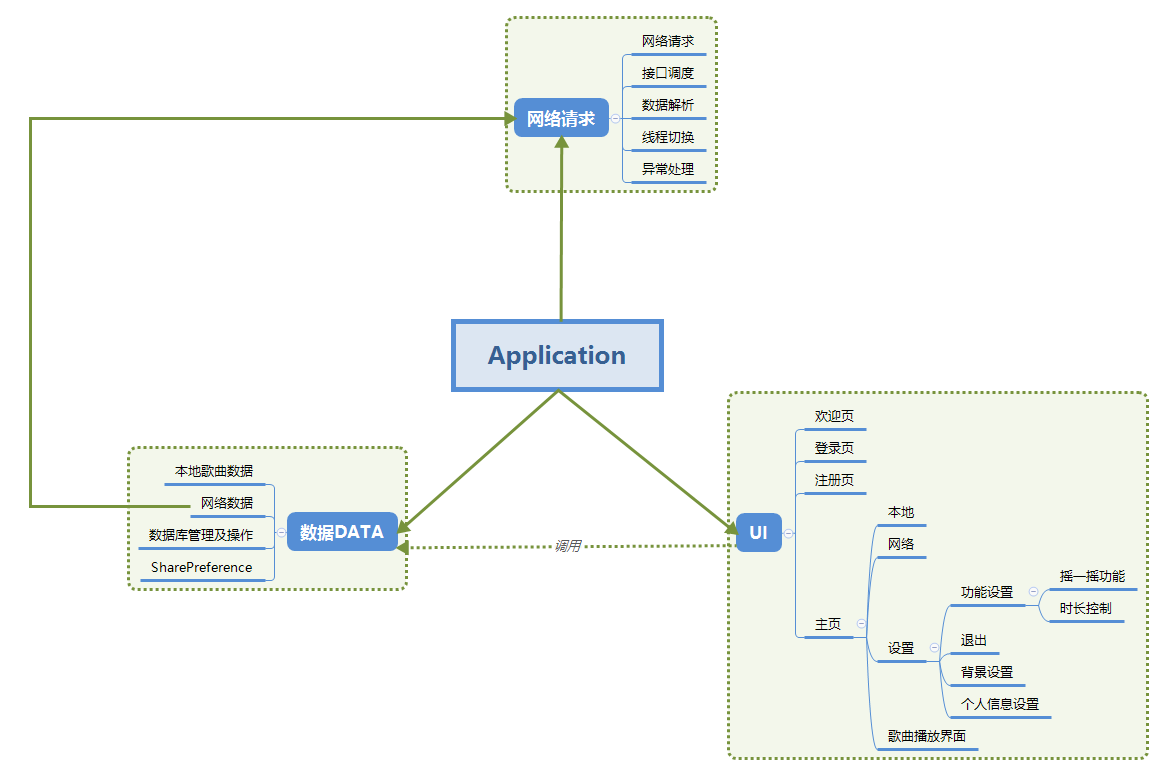 网络请求
网络请求
接口调度
数据解析
线程切换
异常处理
Application
本地歌曲数据
网络数据
数据库管理及操作
SharePreference
数据DATA
调用
UI
欢迎页
登录页
注册页
主页
本地
网络
设置
功能设置
摇一摇功能
时长控制
退出
背景设置
个人信息设置
歌曲播放界面